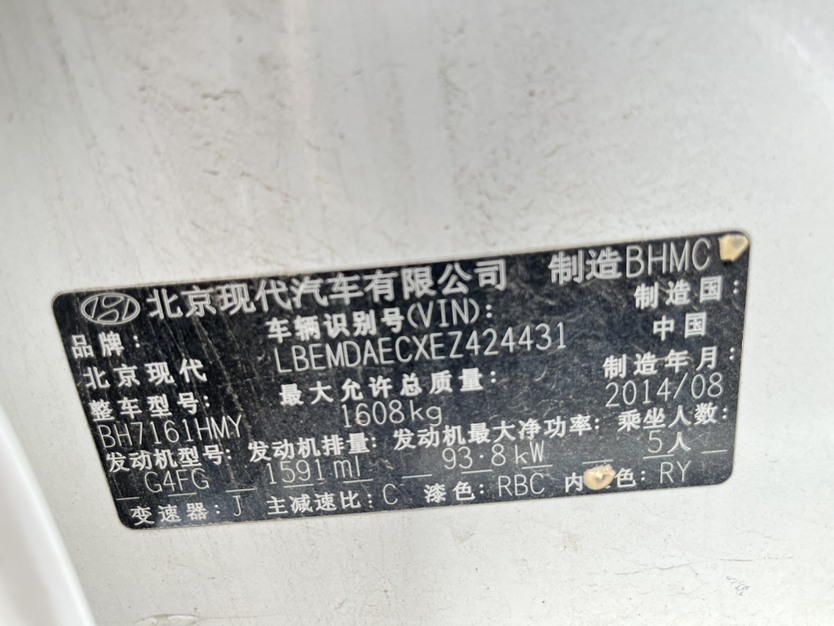 北京现代汽车有限公司 制造BHMC
品牌： 车辆识别号(VIN)： 制造国：
北京现代 LBEMDAECXEZ424431 中国
整车型号： 最大允许总质量： 制造年月：
BH7161HMY 1608kg 2014/08
发动机型号： 发动机排量： 发动机最大净功率： 乘坐人数：
G4FG 1591ml 93.8kW 5人
变速器：J 主减速比：C 漆色：RBC 内色：RY